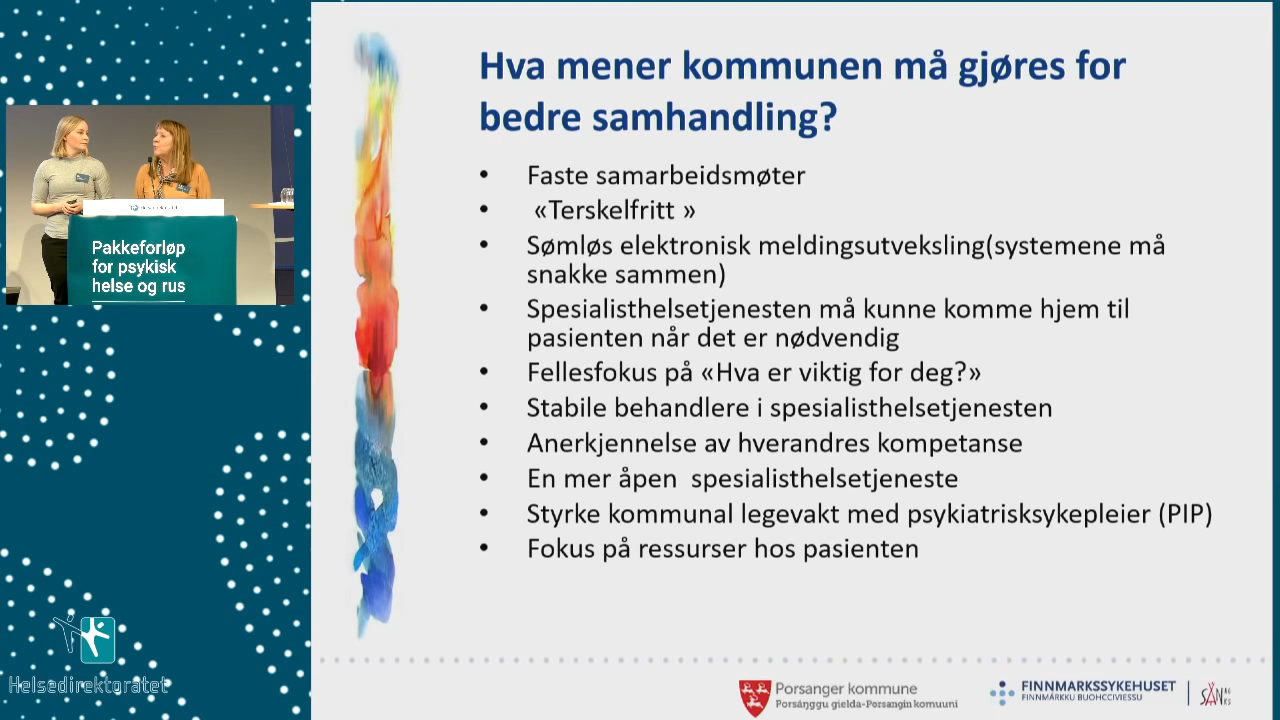 Hva mener kommunen må gjøres for
bedre samhandling?
• Faste samarbeidsmøter
• «Terskelfritt »
• Sømløs elektronisk meldingsutveksling(systemene må
snakke sammen)
• Spesialisthelsetjenesten må kunne komme hjem til
pasienten når det er nødvendig
• Fellesfokus på «Hva er viktig for deg?»
• Stabile behandlere i spesialisthelsetjenesten
• Anerkjennelse av hverandres kompetanse
• En mer åpen spesialisthelsetjeneste
• Styrke kommunal legevakt med psykiatrisksykepleier (PIP)
• Fokus på ressurser hos pasienten
Pakkeforløp
for psykisk
helse og rus
Helsedirektoratet
Porsanger kommune
Porsáŋggu gielda-Porsangin komuuni
FINNMARKSSYKEHUSET
FINNMÁRKKU BUOHCCIVIESSU
SÁN